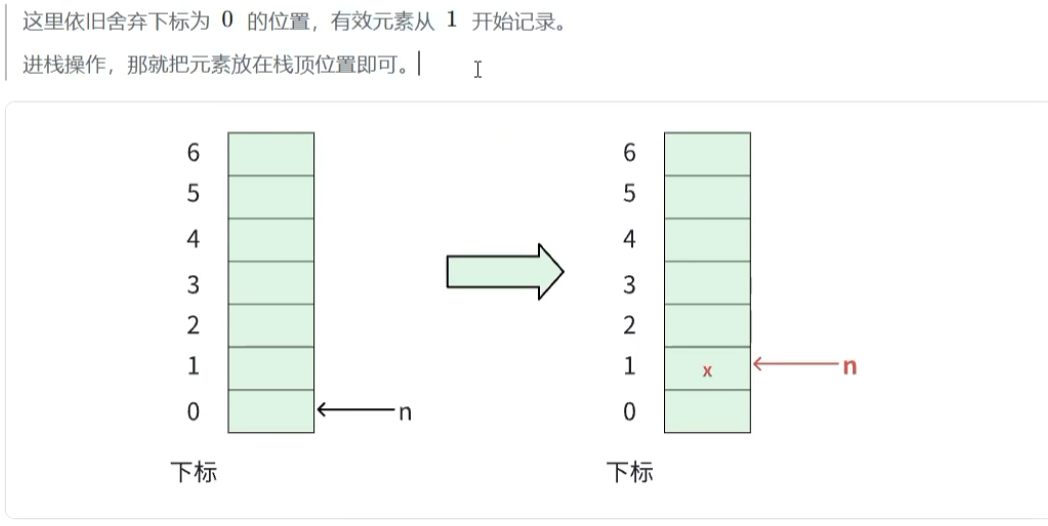 这里依旧舍弃下标为 0 的位置，有效元素从 1 开始记录。
进栈操作，那就把元素放在栈顶位置即可。
6 6
5 5
4 4
3 3
2 2
1 1 x n
0 n 0
下标 下标